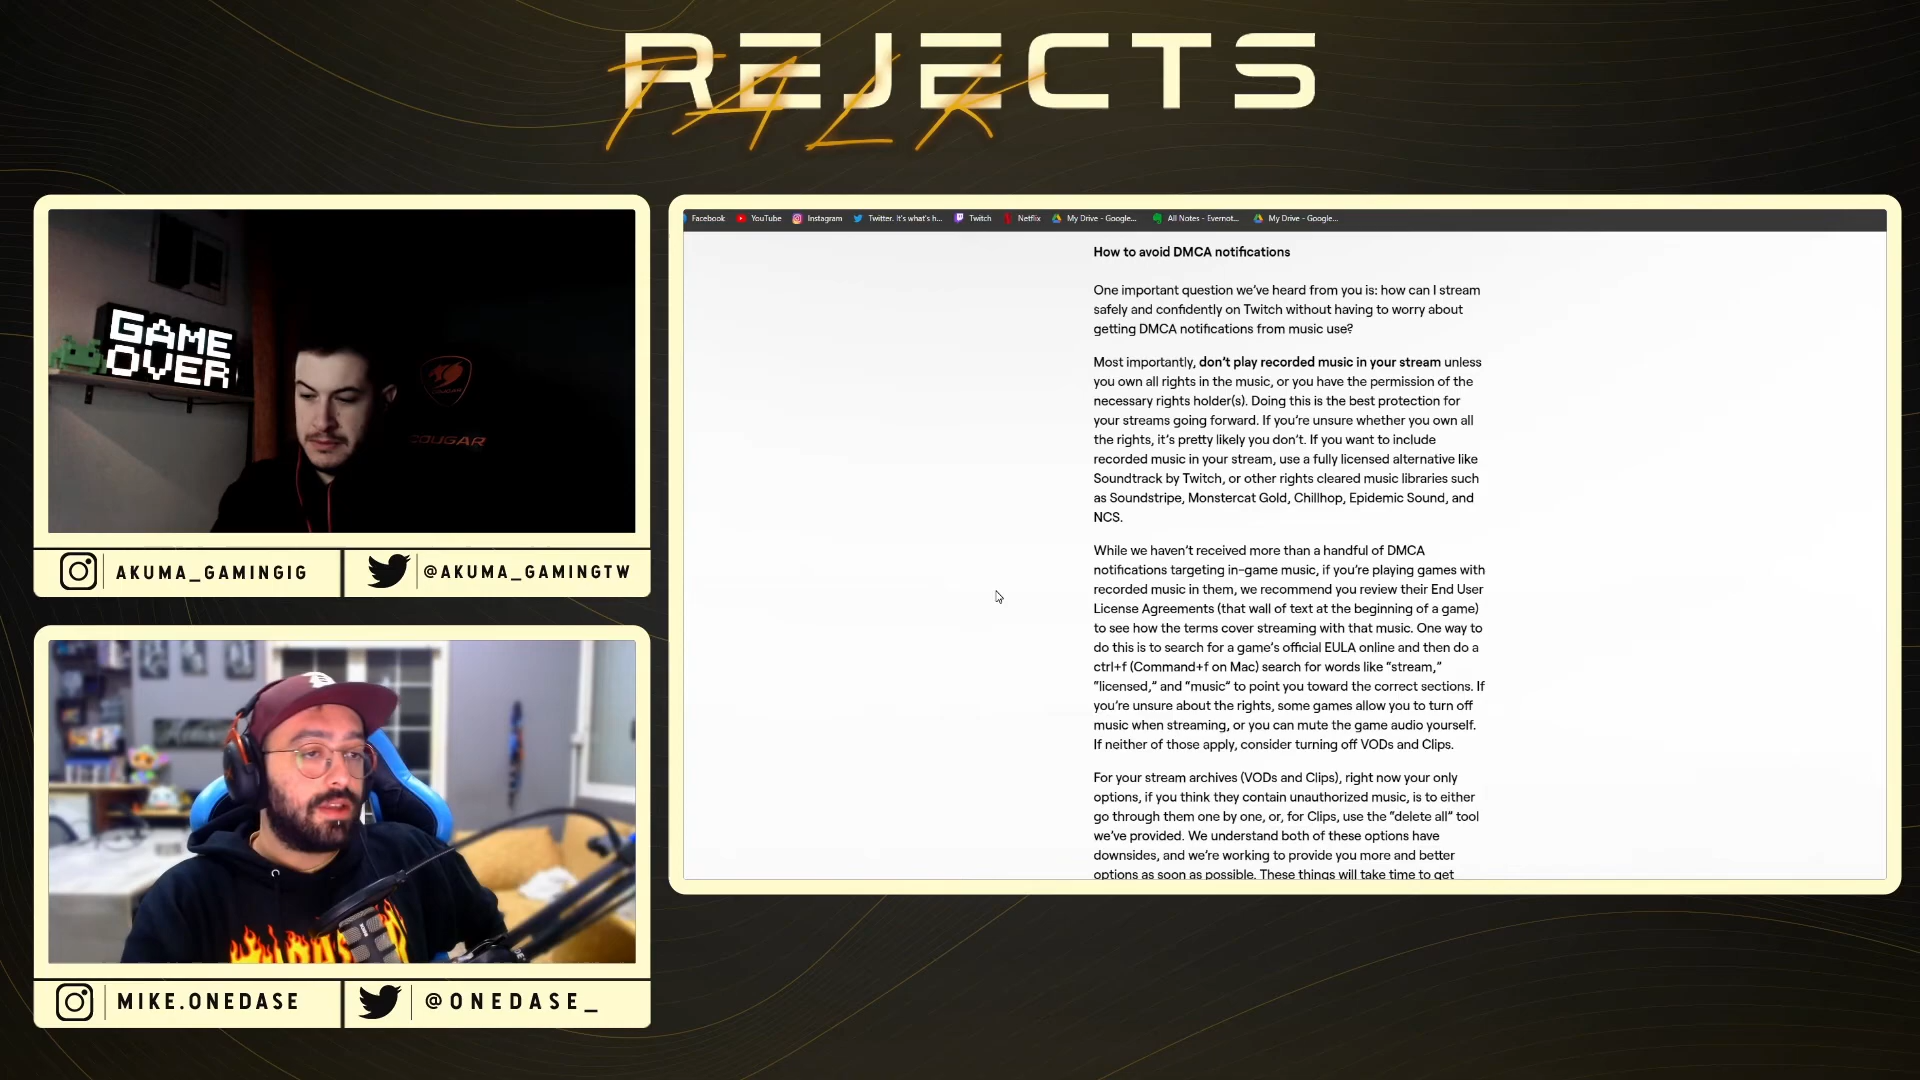 REJECTS
TALK
GAME
OVER
COUGAR
AKUMA_GAMINGIG
@AKUMA_GAMINGTW
MIKE.ONEDASE
@ONEDASE_
Facebook
YouTube
Instagram
Twitter. It's what's h...
Twitch
Netflix
My Drive - Google...
All Notes - Evernot...
My Drive - Google...
How to avoid DMCA notifications
One important question we've heard from you is: how can I stream
safely and confidently on Twitch without having to worry about
getting DMCA notifications from music use?
Most importantly, don't play recorded music in your stream unless
you own all rights in the music, or you have the permission of the
necessary rights holder(s). Doing this is the best protection for
your streams going forward. If you're unsure whether you own all
the rights, it's pretty likely you don't. If you want to include
recorded music in your stream, use a fully licensed alternative like
Soundtrack by Twitch, or other rights cleared music libraries such
as Soundstripe, Monstercat Gold, Chillhop, Epidemic Sound, and
NCS.
While we haven't received more than a handful of DMCA
notifications targeting in-game music, if you're playing games with
recorded music in them, we recommend you review their End User
License Agreements (that wall of text at the beginning of a game)
to see how the terms cover streaming with that music. One way to
do this is to search for a game's official EULA online and then do a
ctrl+f (Command+f on Mac) search for words like “stream,”
“licensed,” and “music” to point you toward the correct sections. If
you're unsure about the rights, some games allow you to turn off
music when streaming, or you can mute the game audio yourself.
If neither of those apply, consider turning off VODs and Clips.
For your stream archives (VODs and Clips), right now your only
options, if you think they contain unauthorized music, is to either
go through them one by one, or, for Clips, use the “delete all” tool
we've provided. We understand both of these options have
downsides, and we're working to provide you more and better
options as soon as possible. These things will take time to get